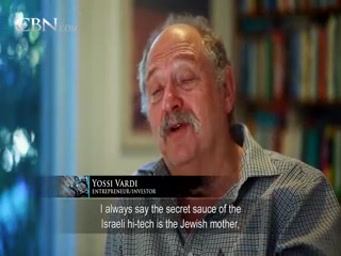 CBN.com
YOSSI VARDI
ENTREPRENEUR/INVESTOR
I always say the secret sauce of the
Israeli hi-tech is the Jewish mother,